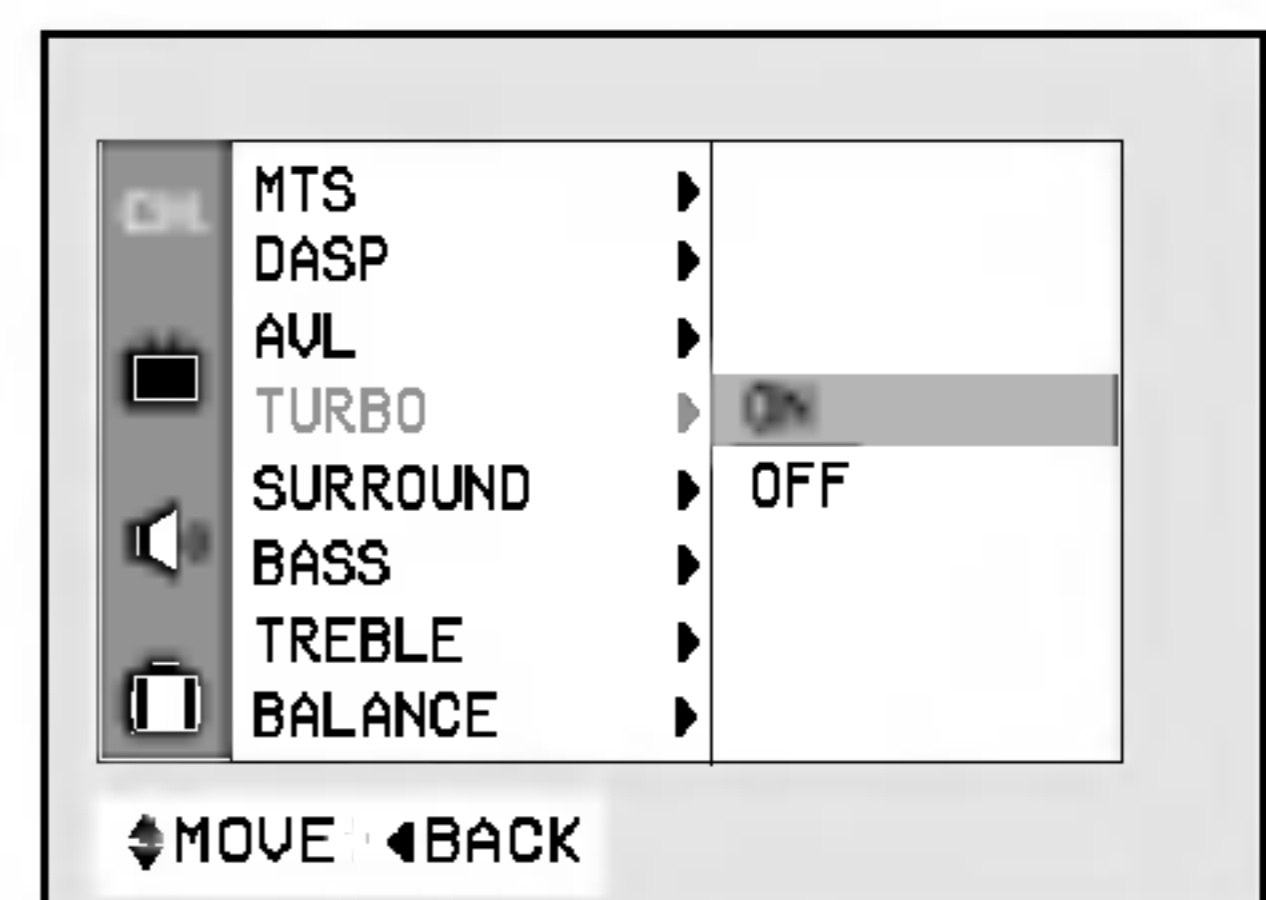 MTS
DASP
AVL
TURBO
ON
SURROUND
OFF
BASS
TREBLE
BALANCE
MOVE BACK